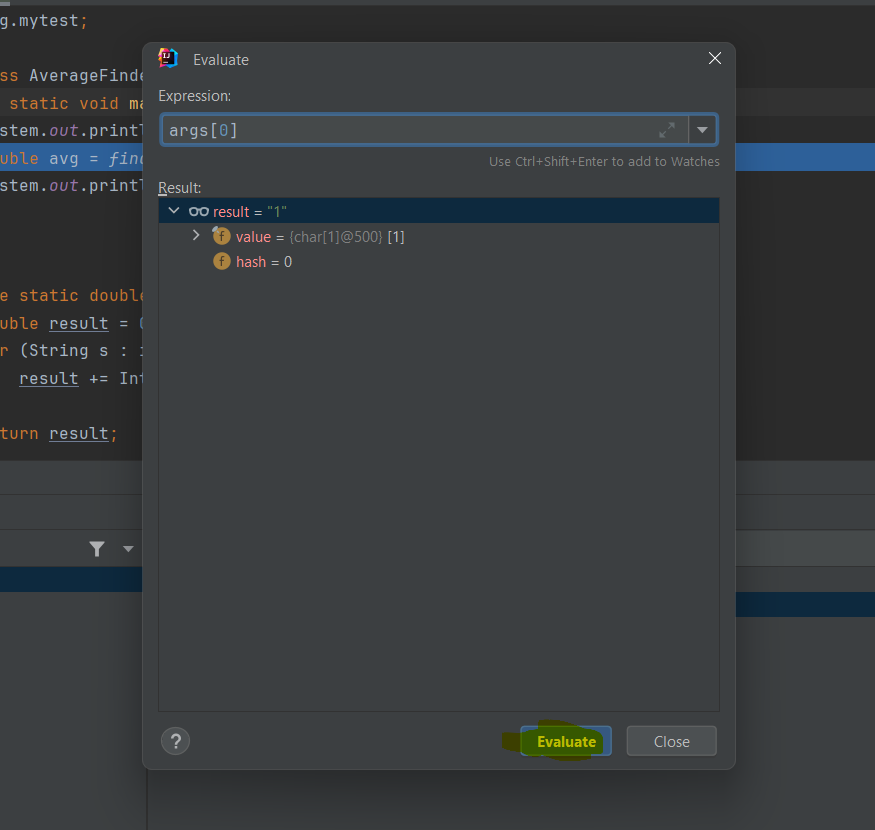 g.mytest;
Evaluate
ss AverageFinde
Expression:
static void ma
args[0]
stem.out.printl
Use Ctrl+Shift+Enter to add to Watches
uble avg = find
stem.out.printl
Result:
result = "1"
value = {char[1]@500} [1]
hash = 0
e static double
uble result = 0
r (String s : i
result += Int
turn result;
?
Evaluate
Close